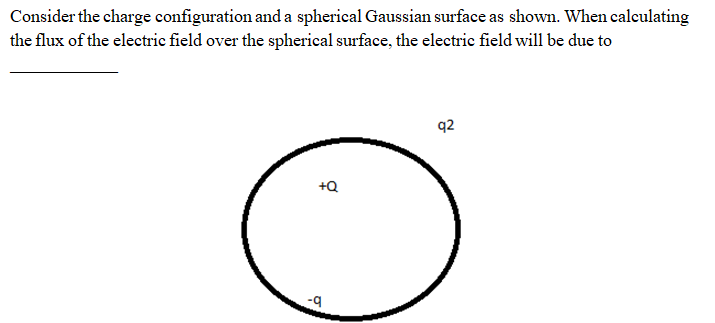 Consider the charge configuration and a spherical Gaussian surface as shown. When calculating
the flux of the electric field over the spherical surface, the electric field will be due to
____________
q2
+Q
-q